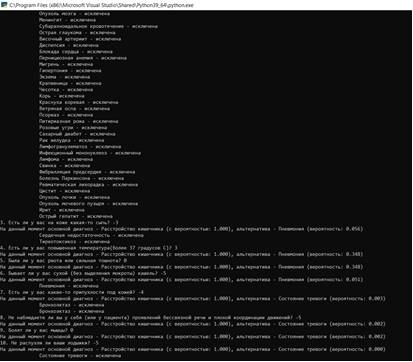 C:\Program Files (x86)\Microsoft Visual Studio\Shared\Python39_64\python.exe
Опухоль мозга - исключена
Менингит - исключена
Субарахноидальное кровотечение - исключена
Острая глаукома - исключена
Височный артериит - исключена
Диспепсия - исключена
Блокада сердца - исключена
Пернициозная анемия - исключена
Мигрень - исключена
Гипертония - исключена
Экзема - исключена
Крапивница - исключена
Чесотка - исключена
Корь - исключена
Краснуха коревая - исключена
Ветряная оспа - исключена
Псориаз - исключена
Питириазная рожа - исключена
Розовые угри - исключена
Сахарный диабет - исключена
Рак желудка - исключена
Лимфогранулематоз - исключена
Инфекционный мононуклеоз - исключена
Лимфома - исключена
Свинка - исключена
Фибрилляция предсердия - исключена
Болезнь Паркинсона - исключена
Ревматическая лихорадка - исключена
Цистит - исключена
Опухоль почки - исключена
Опухоль мочевого пузыря - исключена
Ирит - исключена
Острый гепатит - исключена
3. Есть ли у вас на коже какая-то сыпь? -3
На данный момент основной диагноз - Расстройство кишечника (с вероятностью: 1.000), альтернатива - Пневмония (вероятность: 0.056)
Сердечная недостаточность - исключена
Тиреотоксикоз - исключена
4. Есть ли у вас повышенная температура(более 37 градусов C)? 3
На данный момент основной диагноз - Расстройство кишечника (с вероятностью: 1.000), альтернатива - Пневмония (вероятность: 0.348)
5. Была ли у вас рвота или сильная тошнота? 0
На данный момент основной диагноз - Расстройство кишечника (с вероятностью: 1.000), альтернатива - Пневмония (вероятность: 0.348)
6. Бывает ли у вас сухой (без выделения мокроты) кашель? -5
На данный момент основной диагноз - Расстройство кишечника (с вероятностью: 1.000), альтернатива - Пневмония (вероятность: 0.051)
Пневмония - исключена
7. Есть ли у вас какие-то припухлости под кожей? -4
На данный момент основной диагноз - Расстройство кишечника (с вероятностью: 1.000), альтернатива - Состояние тревоги (вероятность: 0.003)
Бронхоэктаз - исключена
Бронхоэктаз - исключена
8. Не наблюдаете ли вы у себя (или у пациента) проявлений бессвязной речи и плохой координации движений? -5
На данный момент основной диагноз - Расстройство кишечника (с вероятностью: 1.000), альтернатива - Состояние тревоги (вероятность: 0.002)
9. Болят ли у вас мышцы? 0
На данный момент основной диагноз - Расстройство кишечника (с вероятностью: 1.000), альтернатива - Состояние тревоги (вероятность: 0.002)
10. Не распухли ли ваши лодыжки? -5
На данный момент основной диагноз - Расстройство кишечника (с вероятностью: 1.000), альтернатива - Состояние тревоги (вероятность: 0.000)
Состояние тревоги - исключена